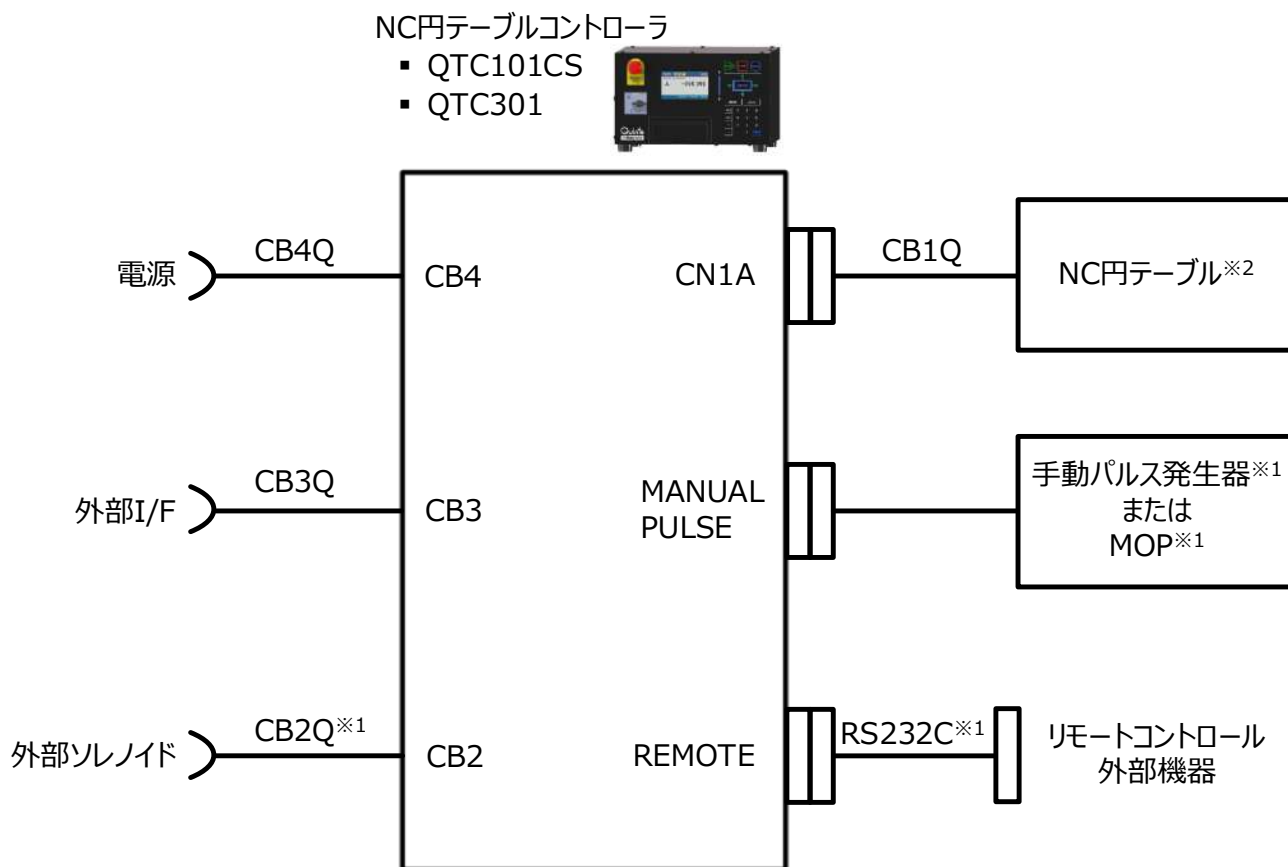 NC円テーブルコントローラ
▪ QTC101CS
▪ QTC301
Quinte
電源
CB4Q
CB4
CN1A
CB1Q
NC円テーブル※2
外部I/F
CB3Q
CB3
MANUAL
PULSE
手動パルス発生器※1
または
MOP※1
外部ソレノイド
CB2Q※1
CB2
REMOTE
RS232C※1
リモートコントロール
外部機器